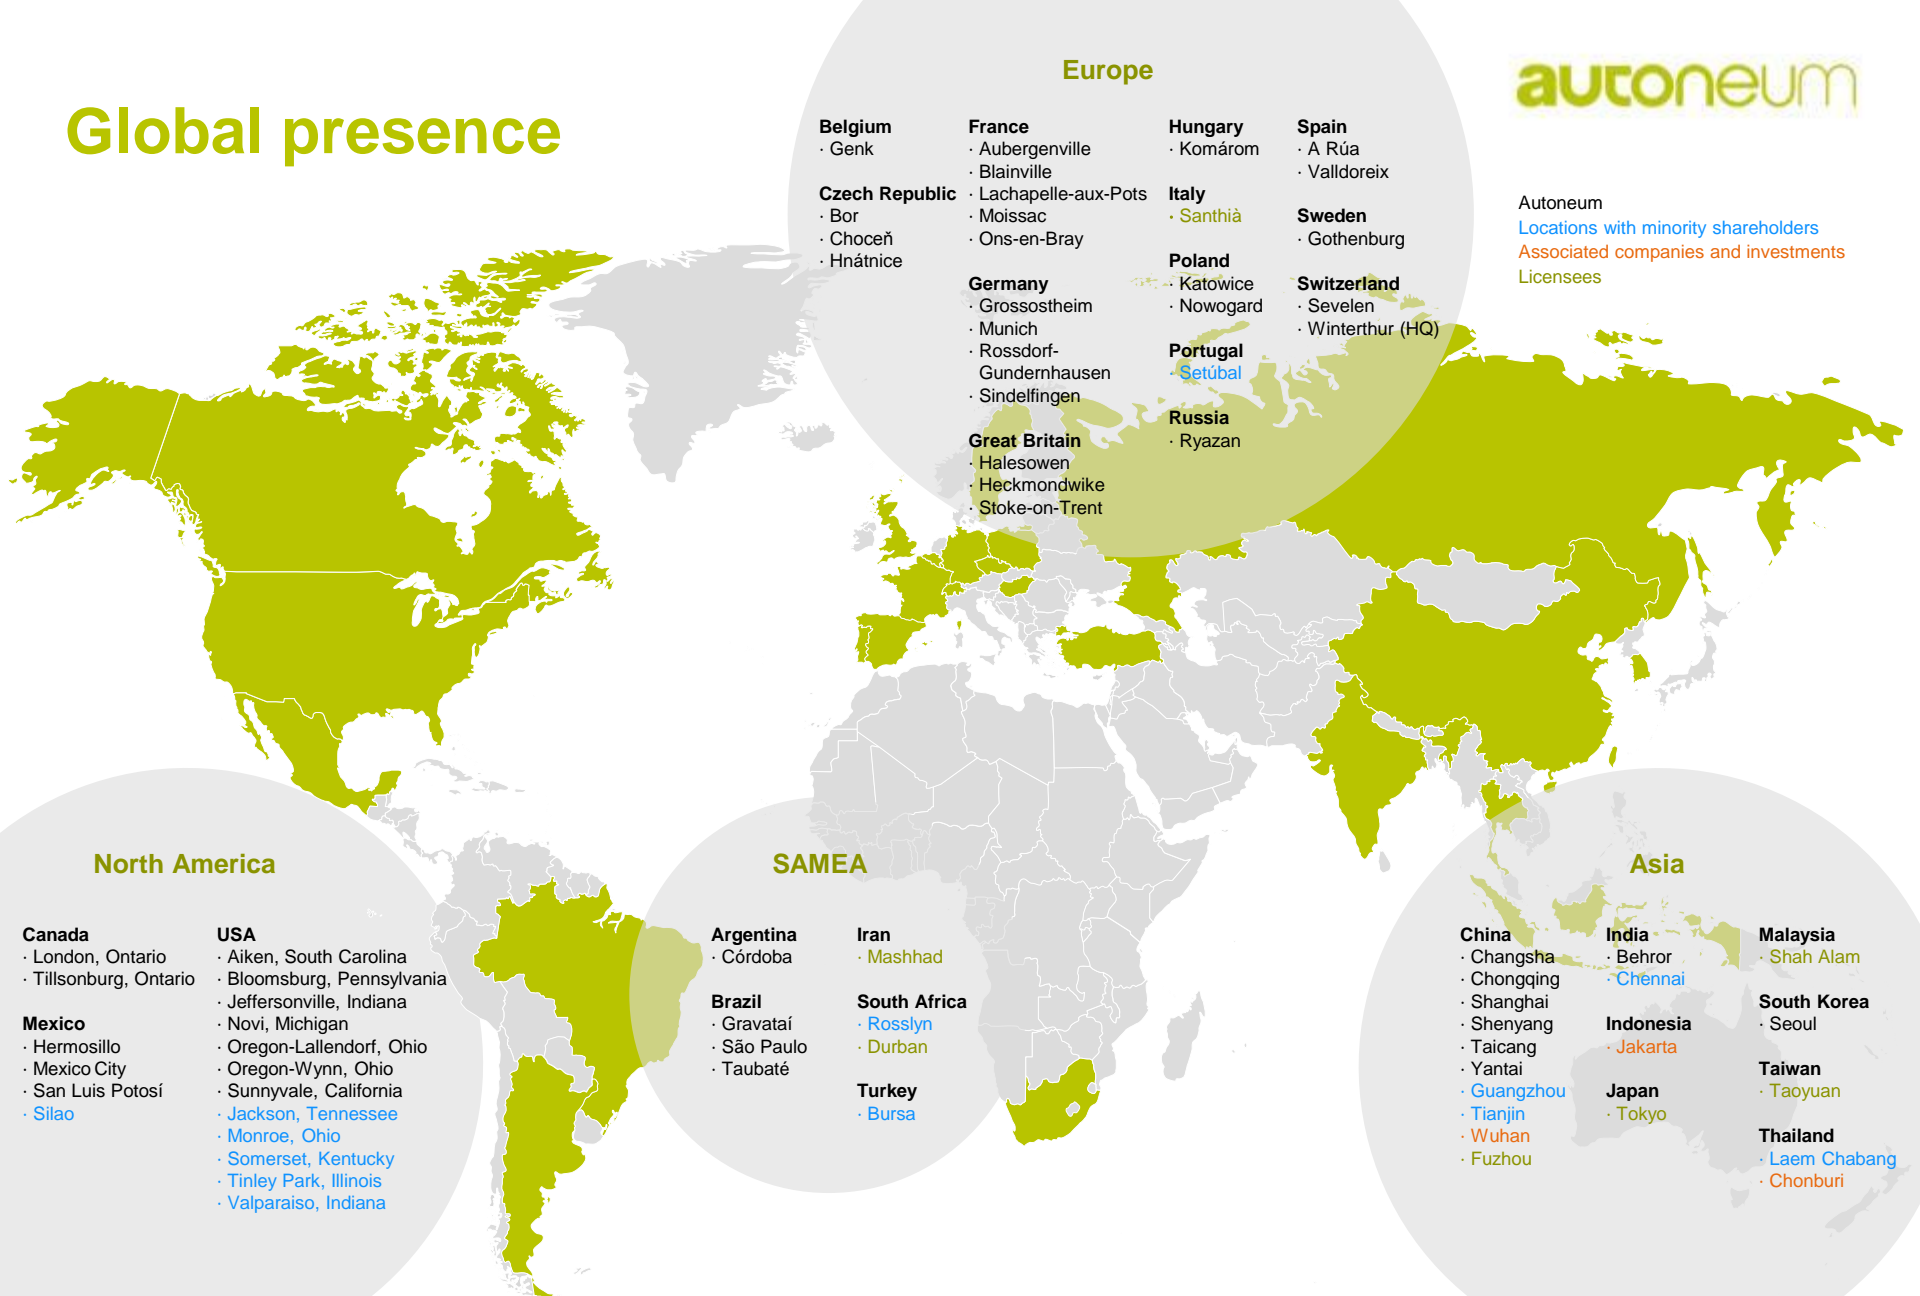 Global presence
autoneum
Autoneum
Locations with minority shareholders
Associated companies and investments
Licensees
Europe
Belgium
· Genk
Czech Republic
· Bor
· Choceň
· Hnátnice
France
· Aubergenville
· Blainville
· Lachapelle-aux-Pots
· Moissac
· Ons-en-Bray
Germany
· Grossostheim
· Munich
· Rossdorf-
Gundernhausen
· Sindelfingen
Great Britain
· Halesowen
· Heckmondwike
· Stoke-on-Trent
Hungary
· Komárom
Italy
· Santhià
Poland
· Katowice
· Nowogard
Portugal
· Setúbal
Russia
· Ryazan
Spain
· A Rúa
· Valldoreix
Sweden
· Gothenburg
Switzerland
· Sevelen
· Winterthur (HQ)
North America
Canada
· London, Ontario
· Tillsonburg, Ontario
Mexico
· Hermosillo
· Mexico City
· San Luis Potosí
· Silao
USA
· Aiken, South Carolina
· Bloomsburg, Pennsylvania
· Jeffersonville, Indiana
· Novi, Michigan
· Oregon-Lallendorf, Ohio
· Oregon-Wynn, Ohio
· Sunnyvale, California
· Jackson, Tennessee
· Monroe, Ohio
· Somerset, Kentucky
· Tinley Park, Illinois
· Valparaiso, Indiana
SAMEA
Argentina
· Córdoba
Brazil
· Gravataí
· São Paulo
· Taubaté
Iran
· Mashhad
South Africa
· Rosslyn
· Durban
Turkey
· Bursa
Asia
China
· Changsha
· Chongqing
· Shanghai
· Shenyang
· Taicang
· Yantai
· Guangzhou
· Tianjin
· Wuhan
· Fuzhou
India
· Behror
· Chennai
Indonesia
· Jakarta
Japan
· Tokyo
Malaysia
· Shah Alam
South Korea
· Seoul
Taiwan
· Taoyuan
Thailand
· Laem Chabang
· Chonburi